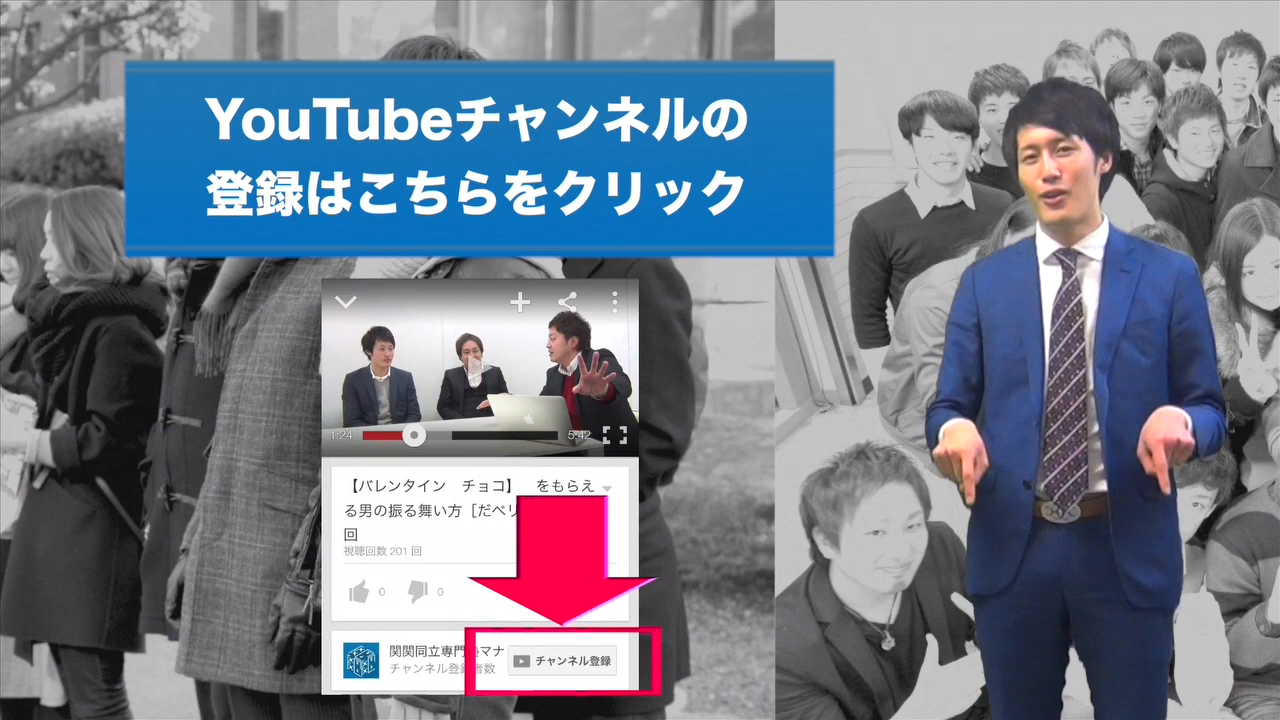 YouTubeチャンネルの
登録はこちらをクリック
1:24
5:42
【バレンタイン チョコ】 をもらえ
る男の振る舞い方［だべリ
回
視聴回数 201 回
0
0
関関同立専門塾マナ
チャンネル登録者数
チャンネル登録